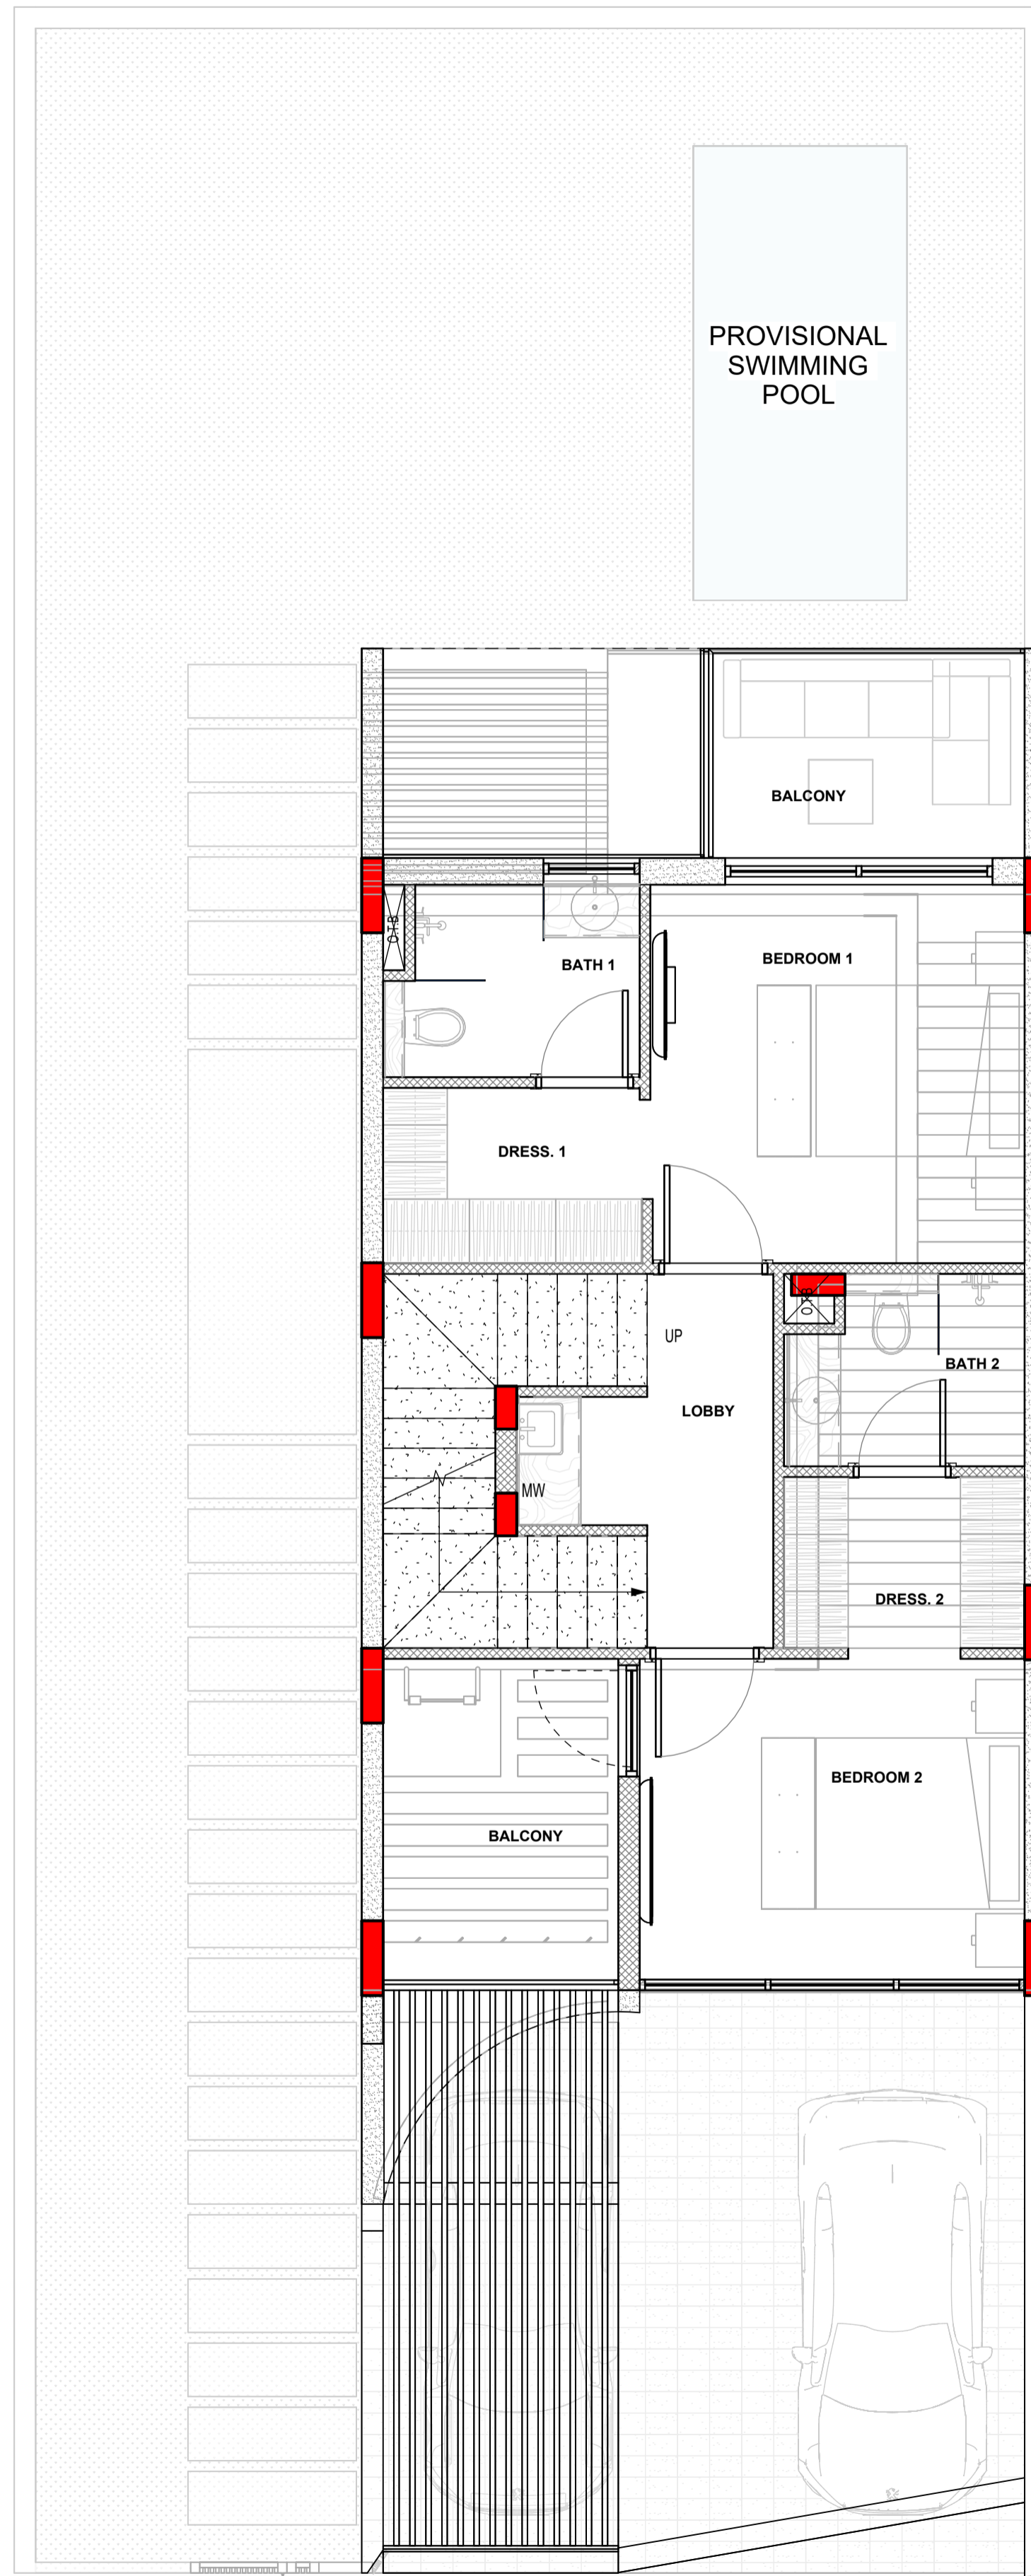 PROVISIONAL
SWIMMING
POOL
BALCONY
O.T.B
BATH 1
BEDROOM 1
DRESS. 1
UP
BATH 2
LOBBY
MW
DRESS. 2
BEDROOM 2
BALCONY